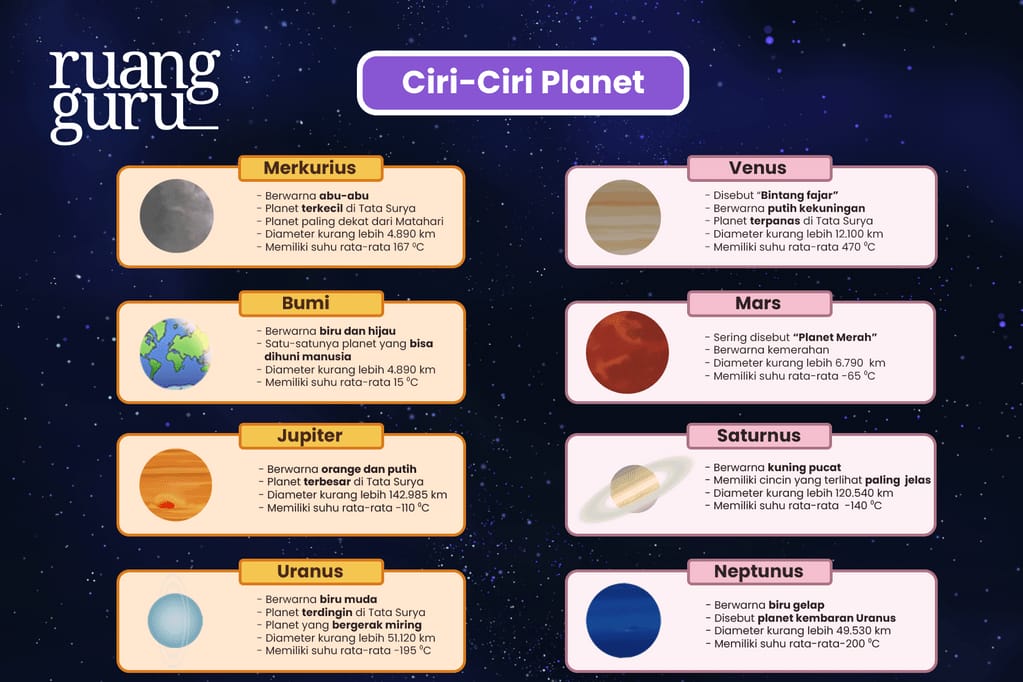 ruang
guru
Ciri-Ciri Planet
Merkurius
- Berwarna abu-abu
- Planet terkecil di Tata Surya
- Planet paling dekat dari Matahari
- Diameter kurang lebih 4.890 km
- Memiliki suhu rata-rata 167 °C
Venus
- Disebut “Bintang fajar”
- Berwarna putih kekuningan
- Planet terpanas di Tata Surya
- Diameter kurang lebih 12.100 km
- Memiliki suhu rata-rata 470 °C
Bumi
- Berwarna biru dan hijau
- Satu-satunya planet yang bisa
dihuni manusia
- Diameter kurang lebih 4.890 km
- Memiliki suhu rata-rata 15 °C
Mars
- Sering disebut “Planet Merah”
- Berwarna kemerahan
- Diameter kurang lebih 6.790 km
- Memiliki suhu rata-rata -65 °C
Jupiter
- Berwarna orange dan putih
- Planet terbesar di Tata Surya
- Diameter kurang lebih 142.985 km
- Memiliki suhu rata-rata -110 °C
Saturnus
- Berwarna kuning pucat
- Memiliki cincin yang terlihat paling jelas
- Diameter kurang lebih 120.540 km
- Memiliki suhu rata-rata -140 °C
Uranus
- Berwarna biru muda
- Planet terdingin di Tata Surya
- Planet yang bergerak miring
- Diameter kurang lebih 51.120 km
- Memiliki suhu rata-rata -195 °C
Neptunus
- Berwarna biru gelap
- Disebut planet kembaran Uranus
- Diameter kurang lebih 49.530 km
- Memiliki suhu rata-rata-200 °C